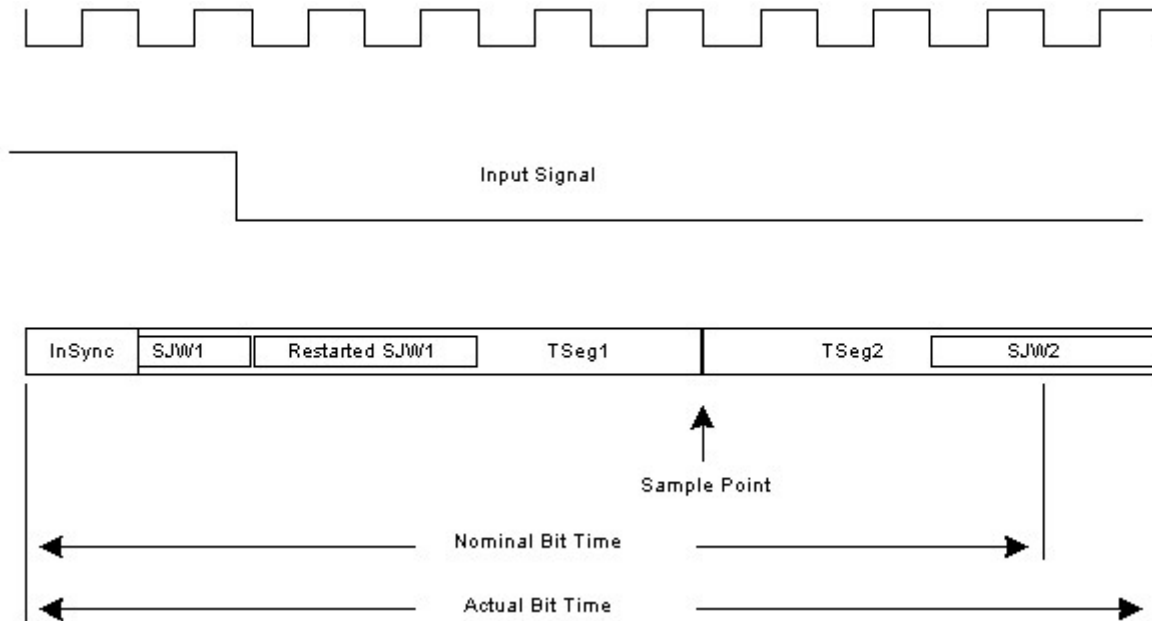 Input Signal
InSync SJW1 Restarted SJW1 TSeg1 TSeg2 SJW2
Sample Point
Nominal Bit Time
Actual Bit Time